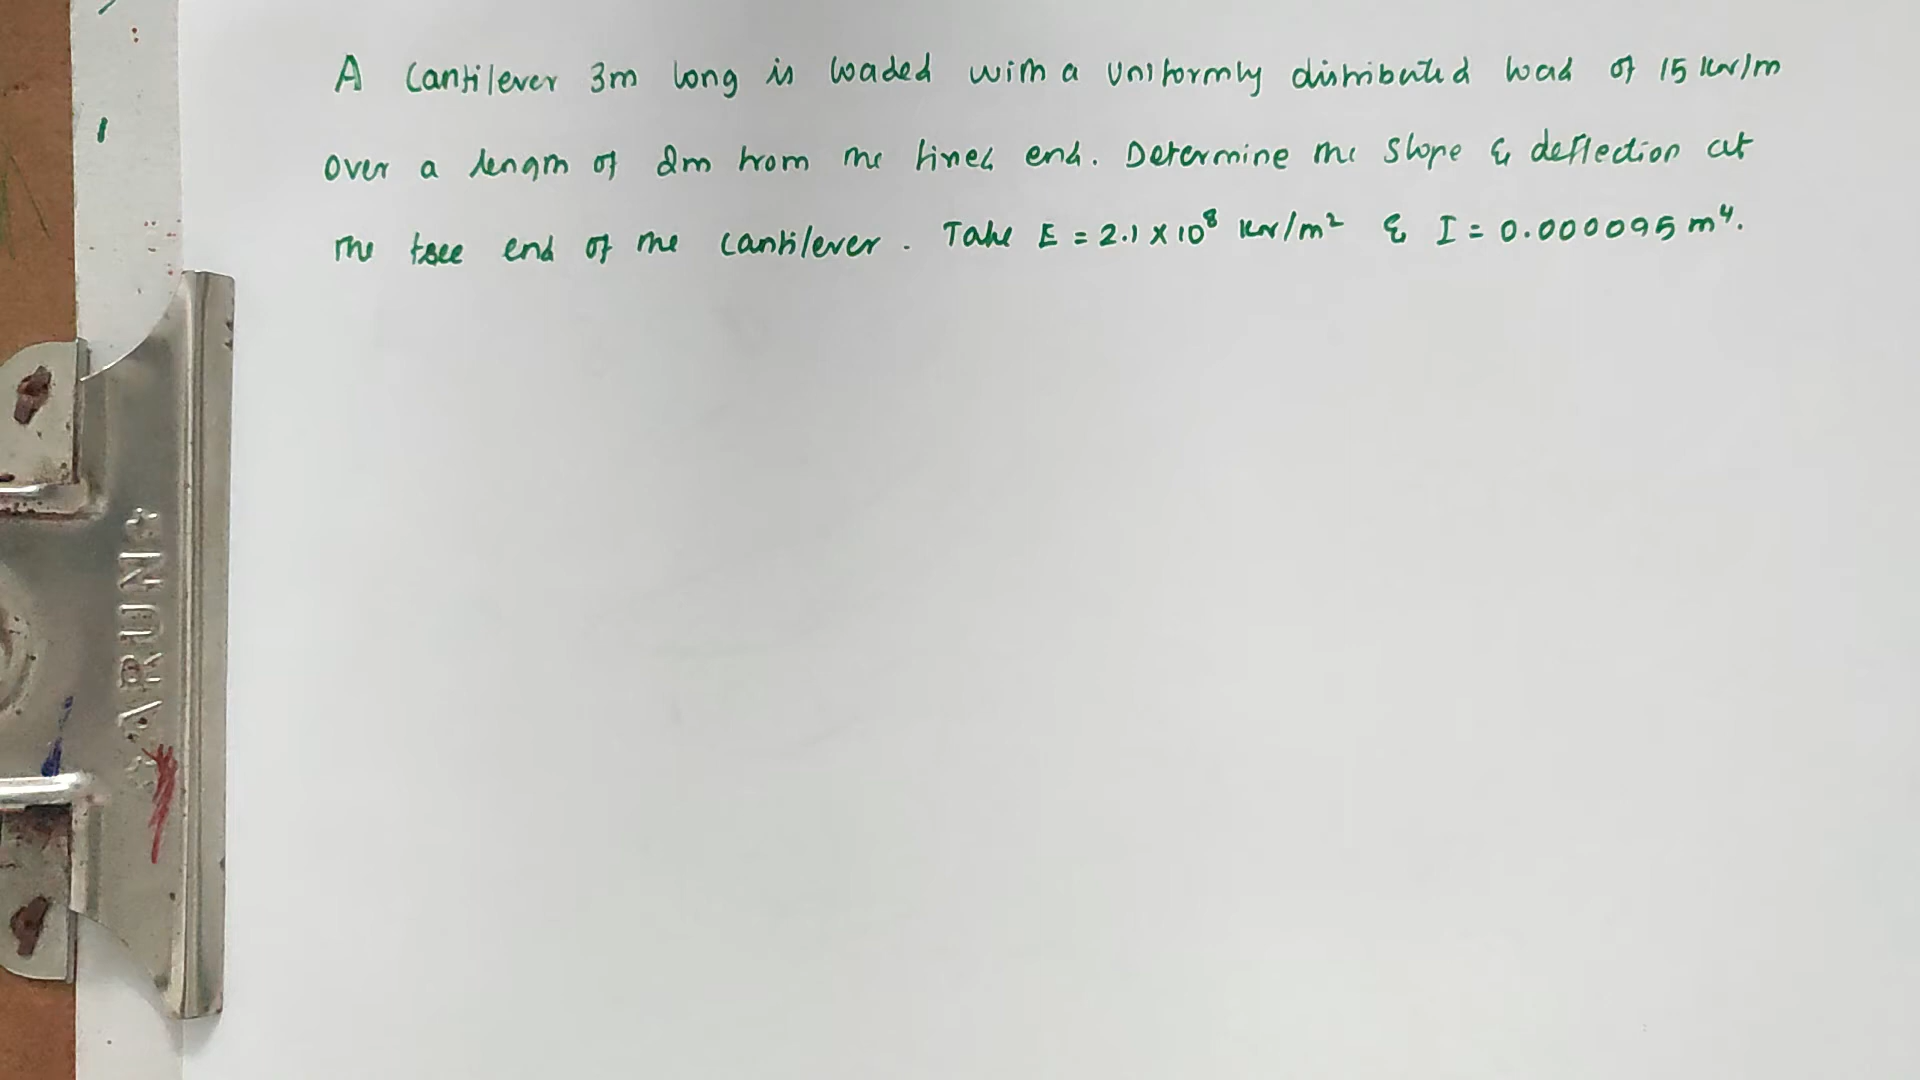 A Cantilever 3m long is loaded with a uniformly distributed load of 15 kN/m
over a length of 2m from the fixed end. Determine the slope & deflection at
the free end of the cantilever. Take E = 2.1 × 10⁸ kN/m² & I = 0.000095 m⁴.
ARUN